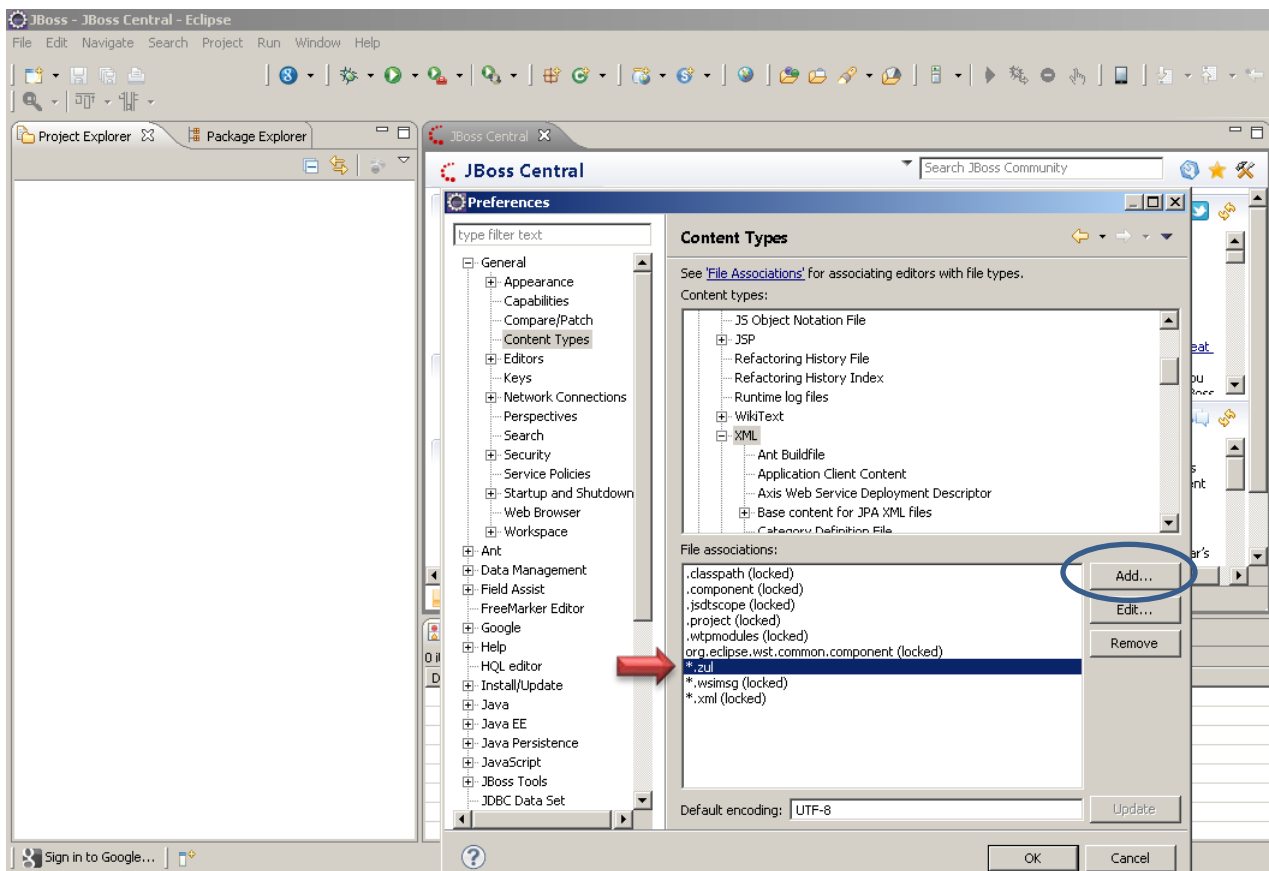 JBoss - JBoss Central - Eclipse
File Edit Navigate Search Project Run Window Help
Project Explorer
Package Explorer
JBoss Central
JBoss Central
Search JBoss Community
Preferences
type filter text
General
Appearance
Capabilities
Compare/Patch
Content Types
Editors
Keys
Network Connections
Perspectives
Search
Security
Service Policies
Startup and Shutdown
Web Browser
Workspace
Ant
Data Management
Field Assist
FreeMarker Editor
Google
Help
HQL editor
Install/Update
Java
Java EE
Java Persistence
JavaScript
JBoss Tools
JDBC Data Set
Content Types
See 'File Associations' for associating editors with file types.
Content types:
JS Object Notation File
JSP
Refactoring History File
Refactoring History Index
Runtime log files
WikiText
XML
Ant Buildfile
Application Client Content
Axis Web Service Deployment Descriptor
Base content for JPA XML files
Category Definition File
File associations:
.classpath (locked)
.component (locked)
.jsdtscope (locked)
.project (locked)
.wtpmodules (locked)
org.eclipse.wst.common.component (locked)
*.zul
*.wsimsg (locked)
*.xml (locked)
Add...
Edit...
Remove
Default encoding: UTF-8
Update
OK
Cancel
Sign in to Google...